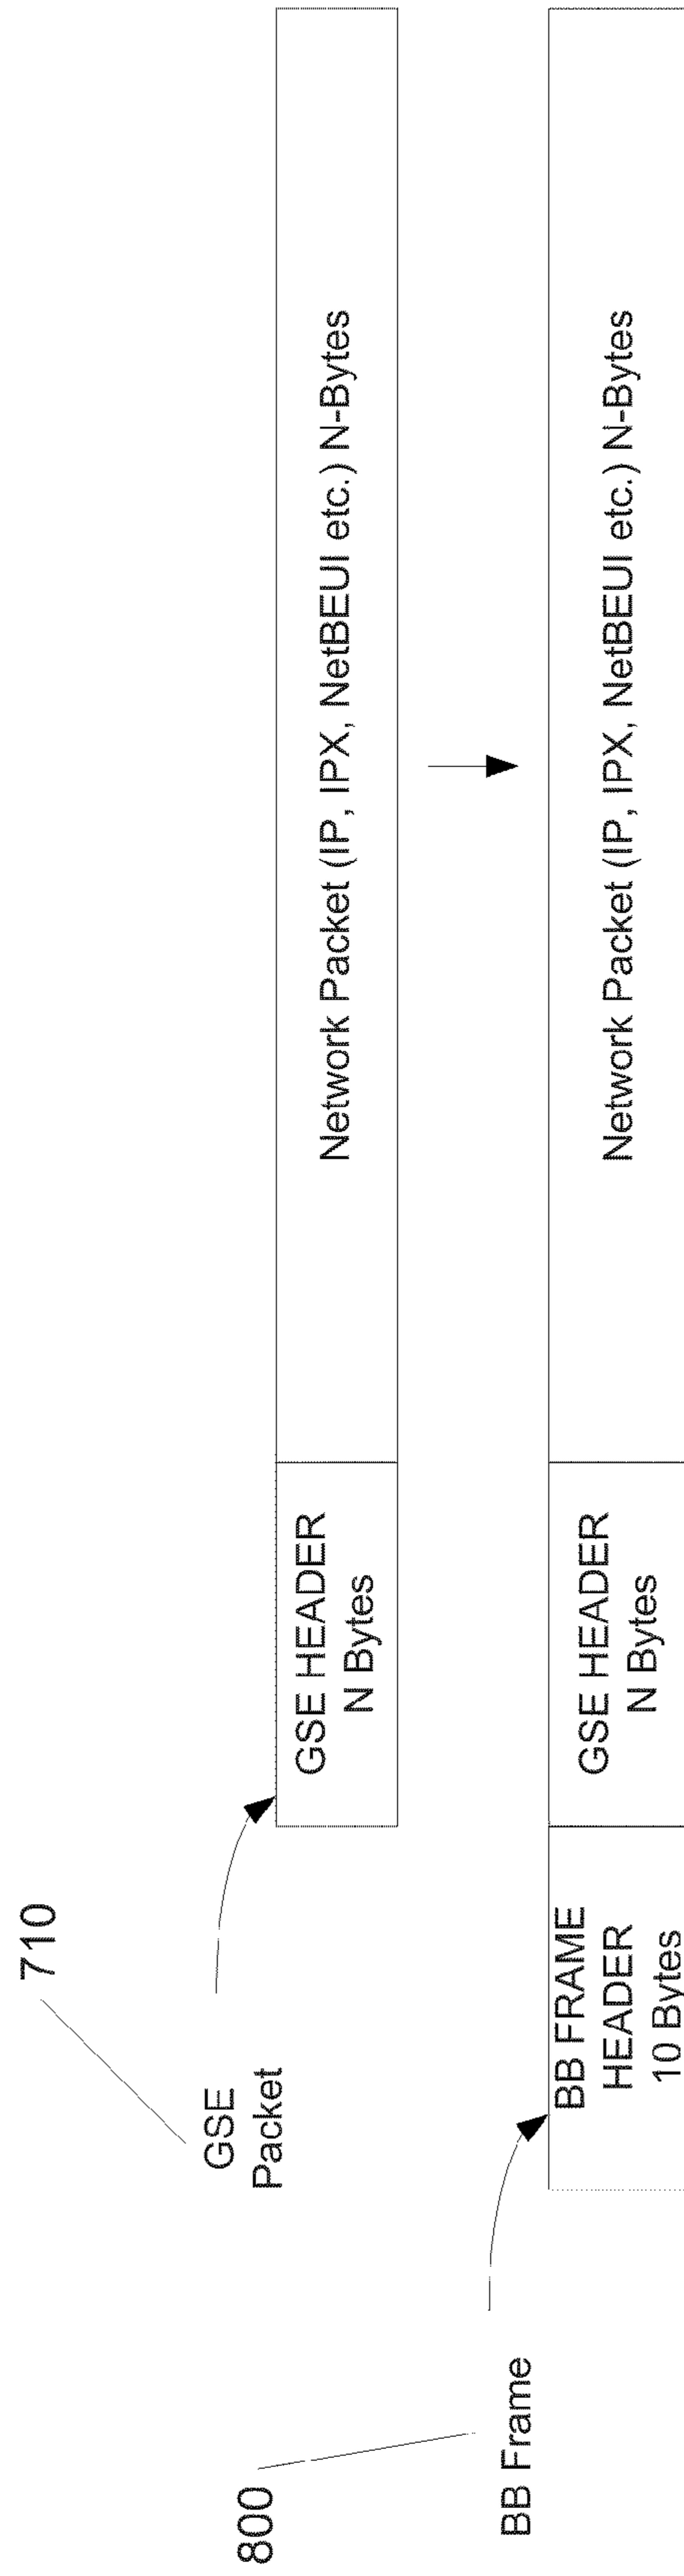 710
GSE
Packet
GSE HEADER
N Bytes
Network Packet (IP, IPX, NetBEUI etc.) N-Bytes
800
BB Frame
BB FRAME
HEADER
10 Bytes
GSE HEADER
N Bytes
Network Packet (IP, IPX, NetBEUI etc.) N-Bytes